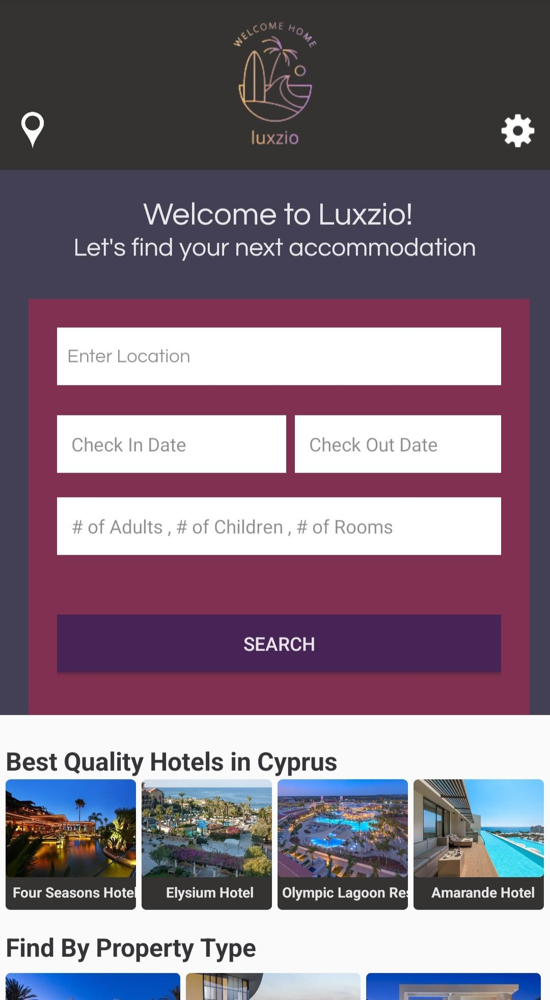 WELCOME HOME
luxzio
Welcome to Luxzio!
Let's find your next accommodation
Enter Location
Check In Date
Check Out Date
# of Adults , # of Children , # of Rooms
SEARCH
Best Quality Hotels in Cyprus
Four Seasons Hotel
Elysium Hotel
Olympic Lagoon Res
Amarande Hotel
Find By Property Type